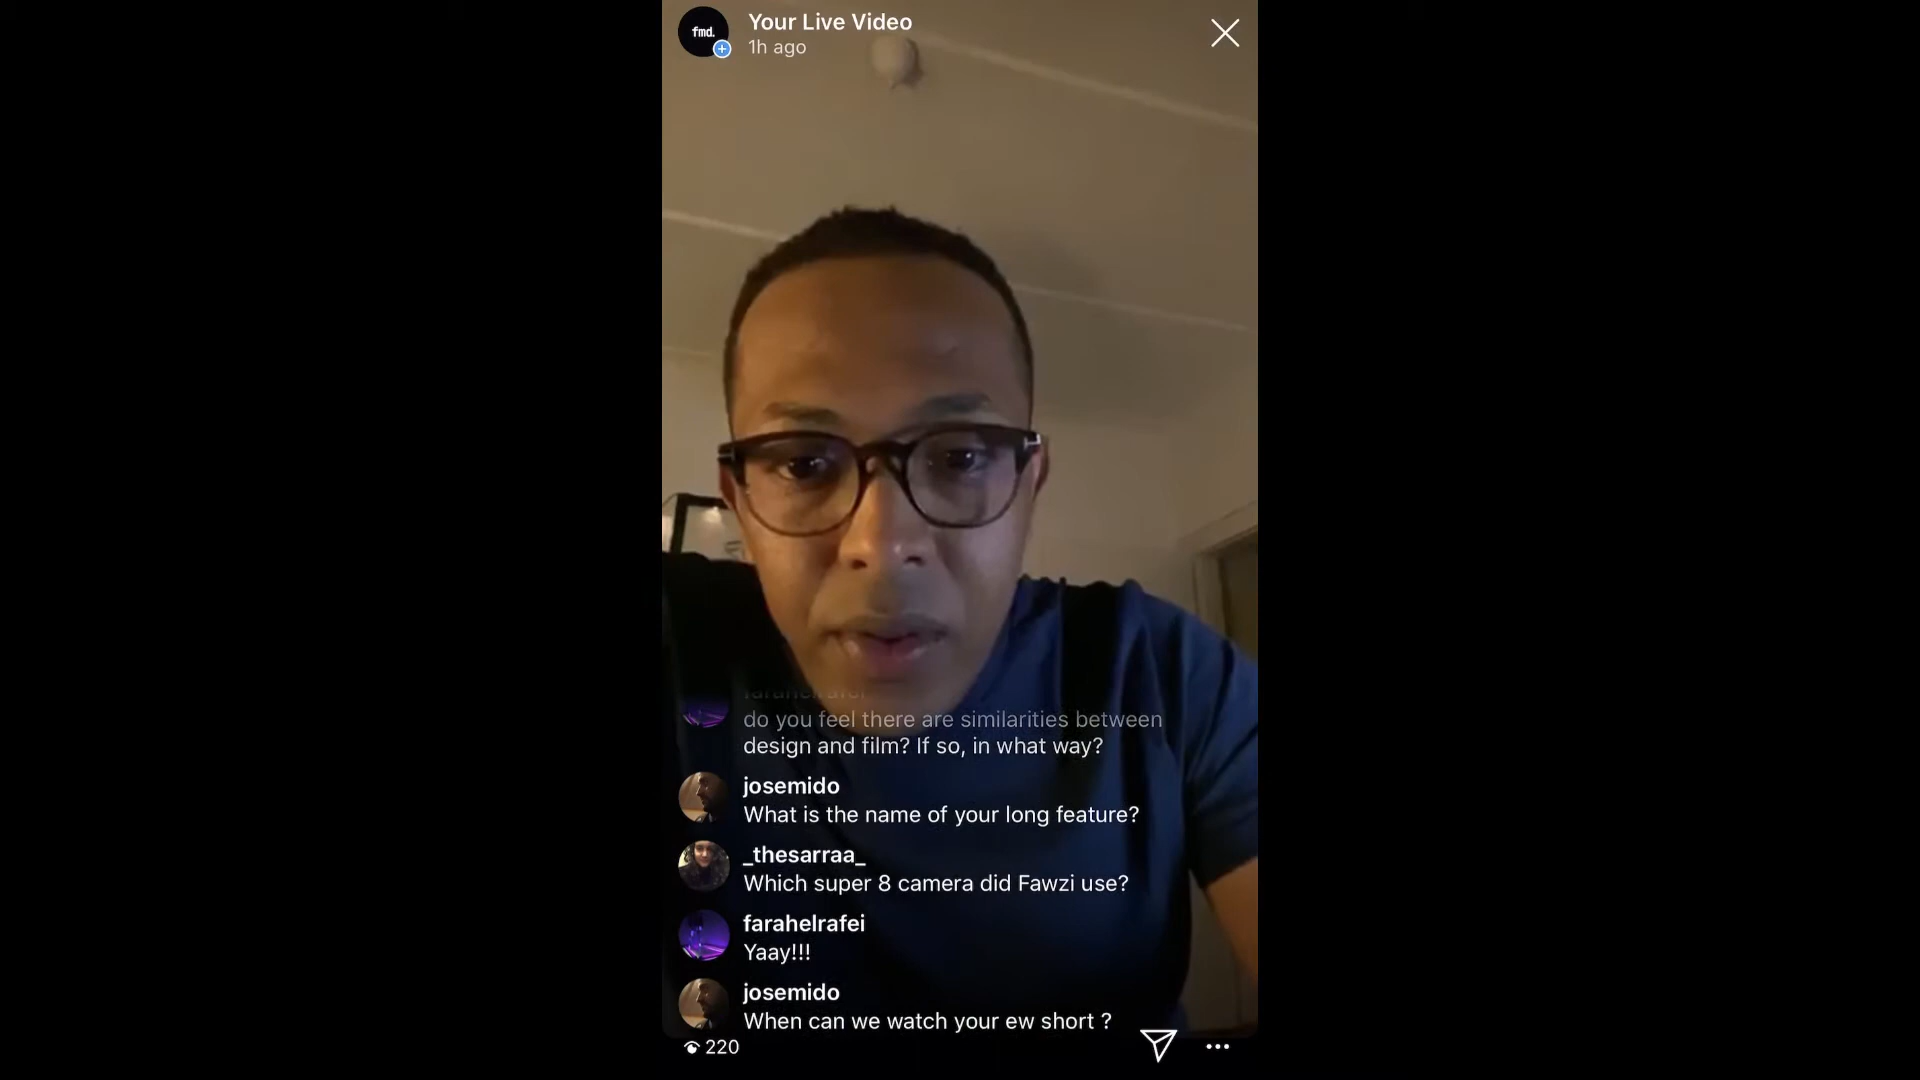 fmd.
Your Live Video
1h ago
farahelrafei
do you feel there are similarities between
design and film? If so, in what way?
josemido
What is the name of your long feature?
_thesarraa_
Which super 8 camera did Fawzi use?
farahelrafei
Yaay!!!
josemido
When can we watch your ew short ?
220